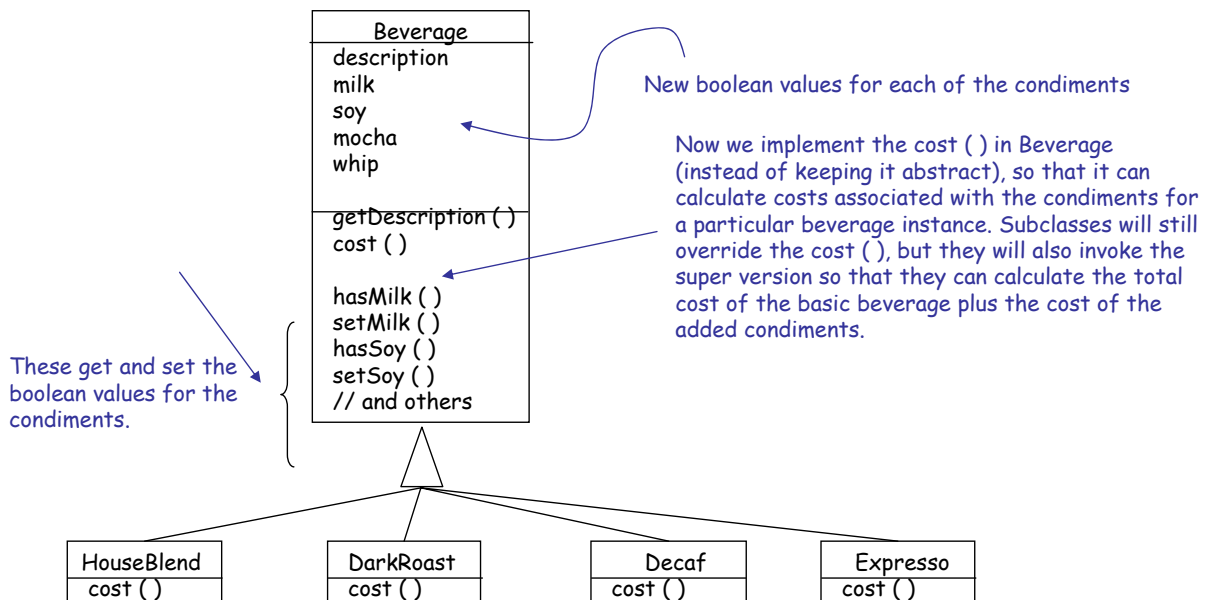 Beverage
description
milk
soy
mocha
whip
getDescription ( )
cost ( )
hasMilk ( )
setMilk ( )
hasSoy ( )
setSoy ( )
// and others
New boolean values for each of the condiments
Now we implement the cost ( ) in Beverage
(instead of keeping it abstract), so that it can
calculate costs associated with the condiments for
a particular beverage instance. Subclasses will still
override the cost ( ), but they will also invoke the
super version so that they can calculate the total
cost of the basic beverage plus the cost of the
added condiments.
These get and set the
boolean values for the
condiments.
HouseBlend
cost ( )
DarkRoast
cost ( )
Decaf
cost ( )
Expresso
cost ( )